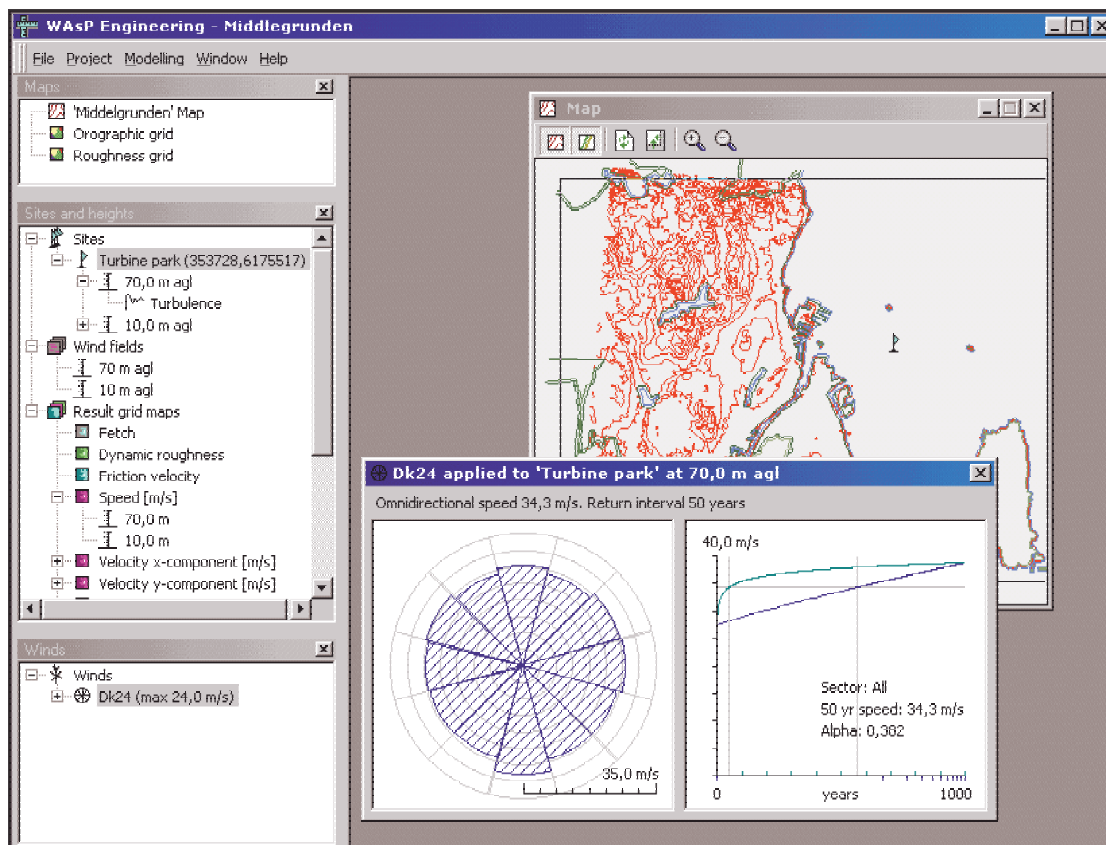 WAsP Engineering - Middlegrunden
File Project Modelling Window Help
Maps
'Middelgrunden' Map
Orographic grid
Roughness grid
Sites and heights
Sites
Turbine park (353728,6175517)
70,0 m agl
Turbulence
10,0 m agl
Wind fields
70 m agl
10 m agl
Result grid maps
Fetch
Dynamic roughness
Friction velocity
Speed [m/s]
70,0 m
10,0 m
Velocity x-component [m/s]
Velocity y-component [m/s]
Winds
Winds
Dk24 (max 24,0 m/s)
Map
Dk24 applied to 'Turbine park' at 70,0 m agl
Omnidirectional speed 34,3 m/s. Return interval 50 years
35,0 m/s
40,0 m/s
Sector: All
50 yr speed: 34,3 m/s
Alpha: 0,382
0 years 1000